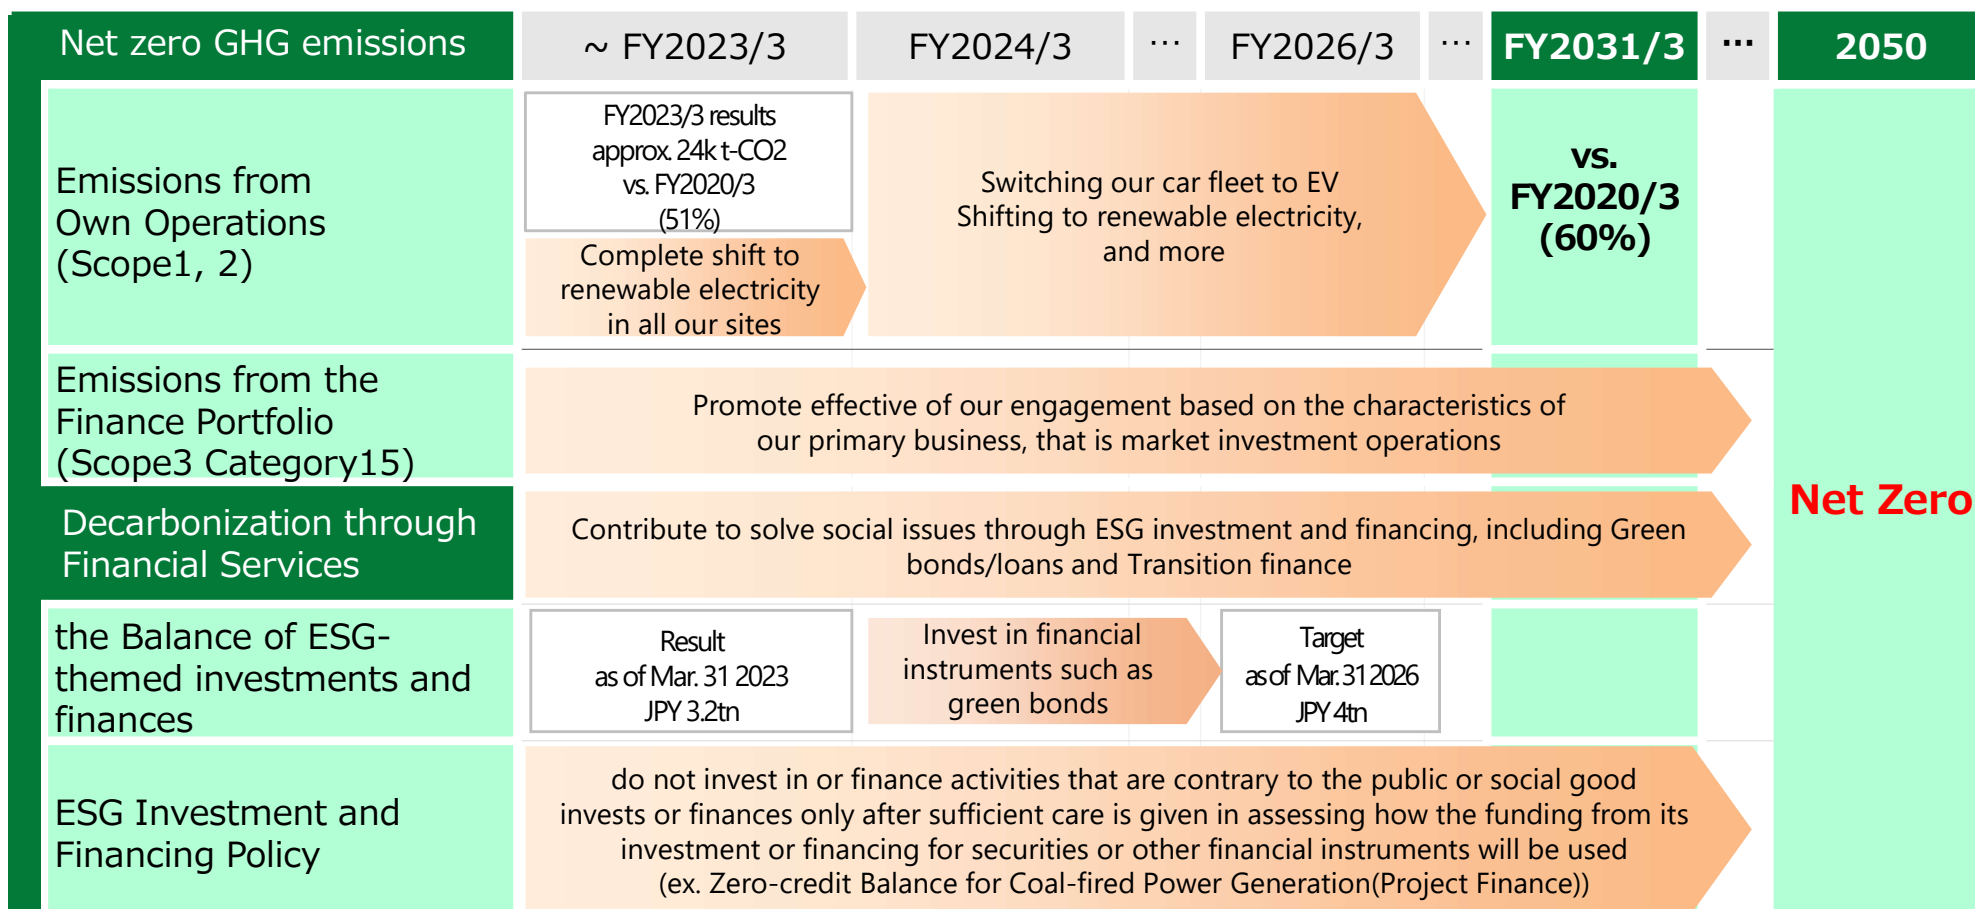 Net zero GHG emissions
~ FY2023/3
FY2024/3
…
FY2026/3
…
FY2031/3
…
2050
Emissions from
Own Operations
(Scope1, 2)
FY2023/3 results
approx. 24k t-CO2
vs. FY2020/3
(51%)
Complete shift to
renewable electricity
in all our sites
Switching our car fleet to EV
Shifting to renewable electricity,
and more
vs.
FY2020/3
(60%)
Emissions from the
Finance Portfolio
(Scope3 Category15)
Promote effective of our engagement based on the characteristics of
our primary business, that is market investment operations
Net Zero
Decarbonization through
Financial Services
Contribute to solve social issues through ESG investment and financing, including Green
bonds/loans and Transition finance
the Balance of ESG-
themed investments and
finances
Result
as of Mar. 31 2023
JPY 3.2tn
Invest in financial
instruments such as
green bonds
Target
as of Mar. 31 2026
JPY 4tn
ESG Investment and
Financing Policy
do not invest in or finance activities that are contrary to the public or social good
invests or finances only after sufficient care is given in assessing how the funding from its
investment or financing for securities or other financial instruments will be used
(ex. Zero-credit Balance for Coal-fired Power Generation(Project Finance))